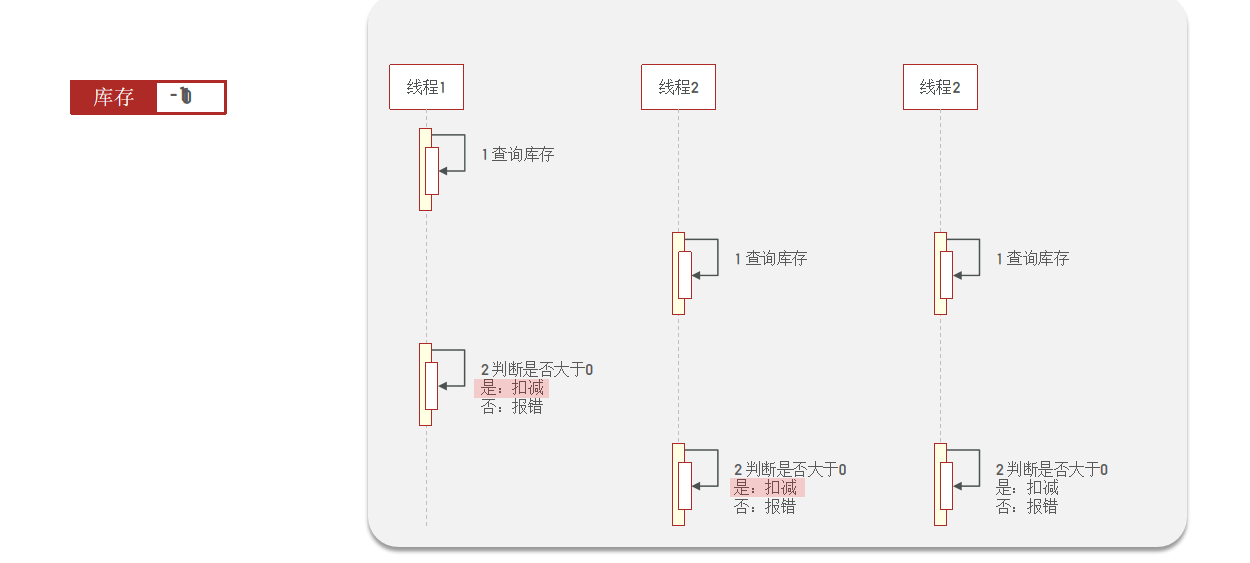 线程1
线程2
线程2
库存
1 查询库存
1 查询库存
1 查询库存
2 判断是否大于0
是：扣减
否：报错
2 判断是否大于0
是：扣减
否：报错
2 判断是否大于0
是：扣减
否：报错